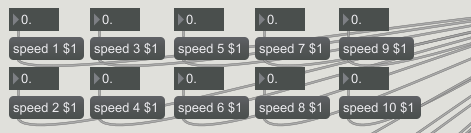 0. 0. 0. 0. 0.
speed 1 $1 speed 3 $1 speed 5 $1 speed 7 $1 speed 9 $1
0. 0. 0. 0. 0.
speed 2 $1 speed 4 $1 speed 6 $1 speed 8 $1 speed 10 $1